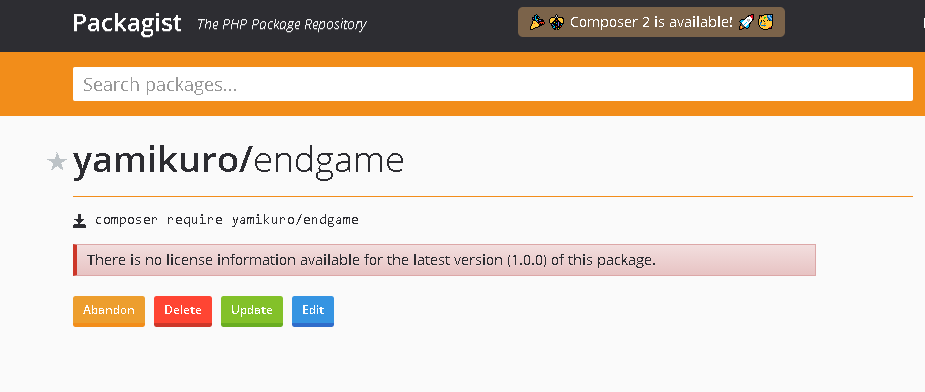 Packagist The PHP Package Repository
Composer 2 is available!
Search packages...
yamikuro/endgame
composer require yamikuro/endgame
There is no license information available for the latest version (1.0.0) of this package.
Abandon Delete Update Edit